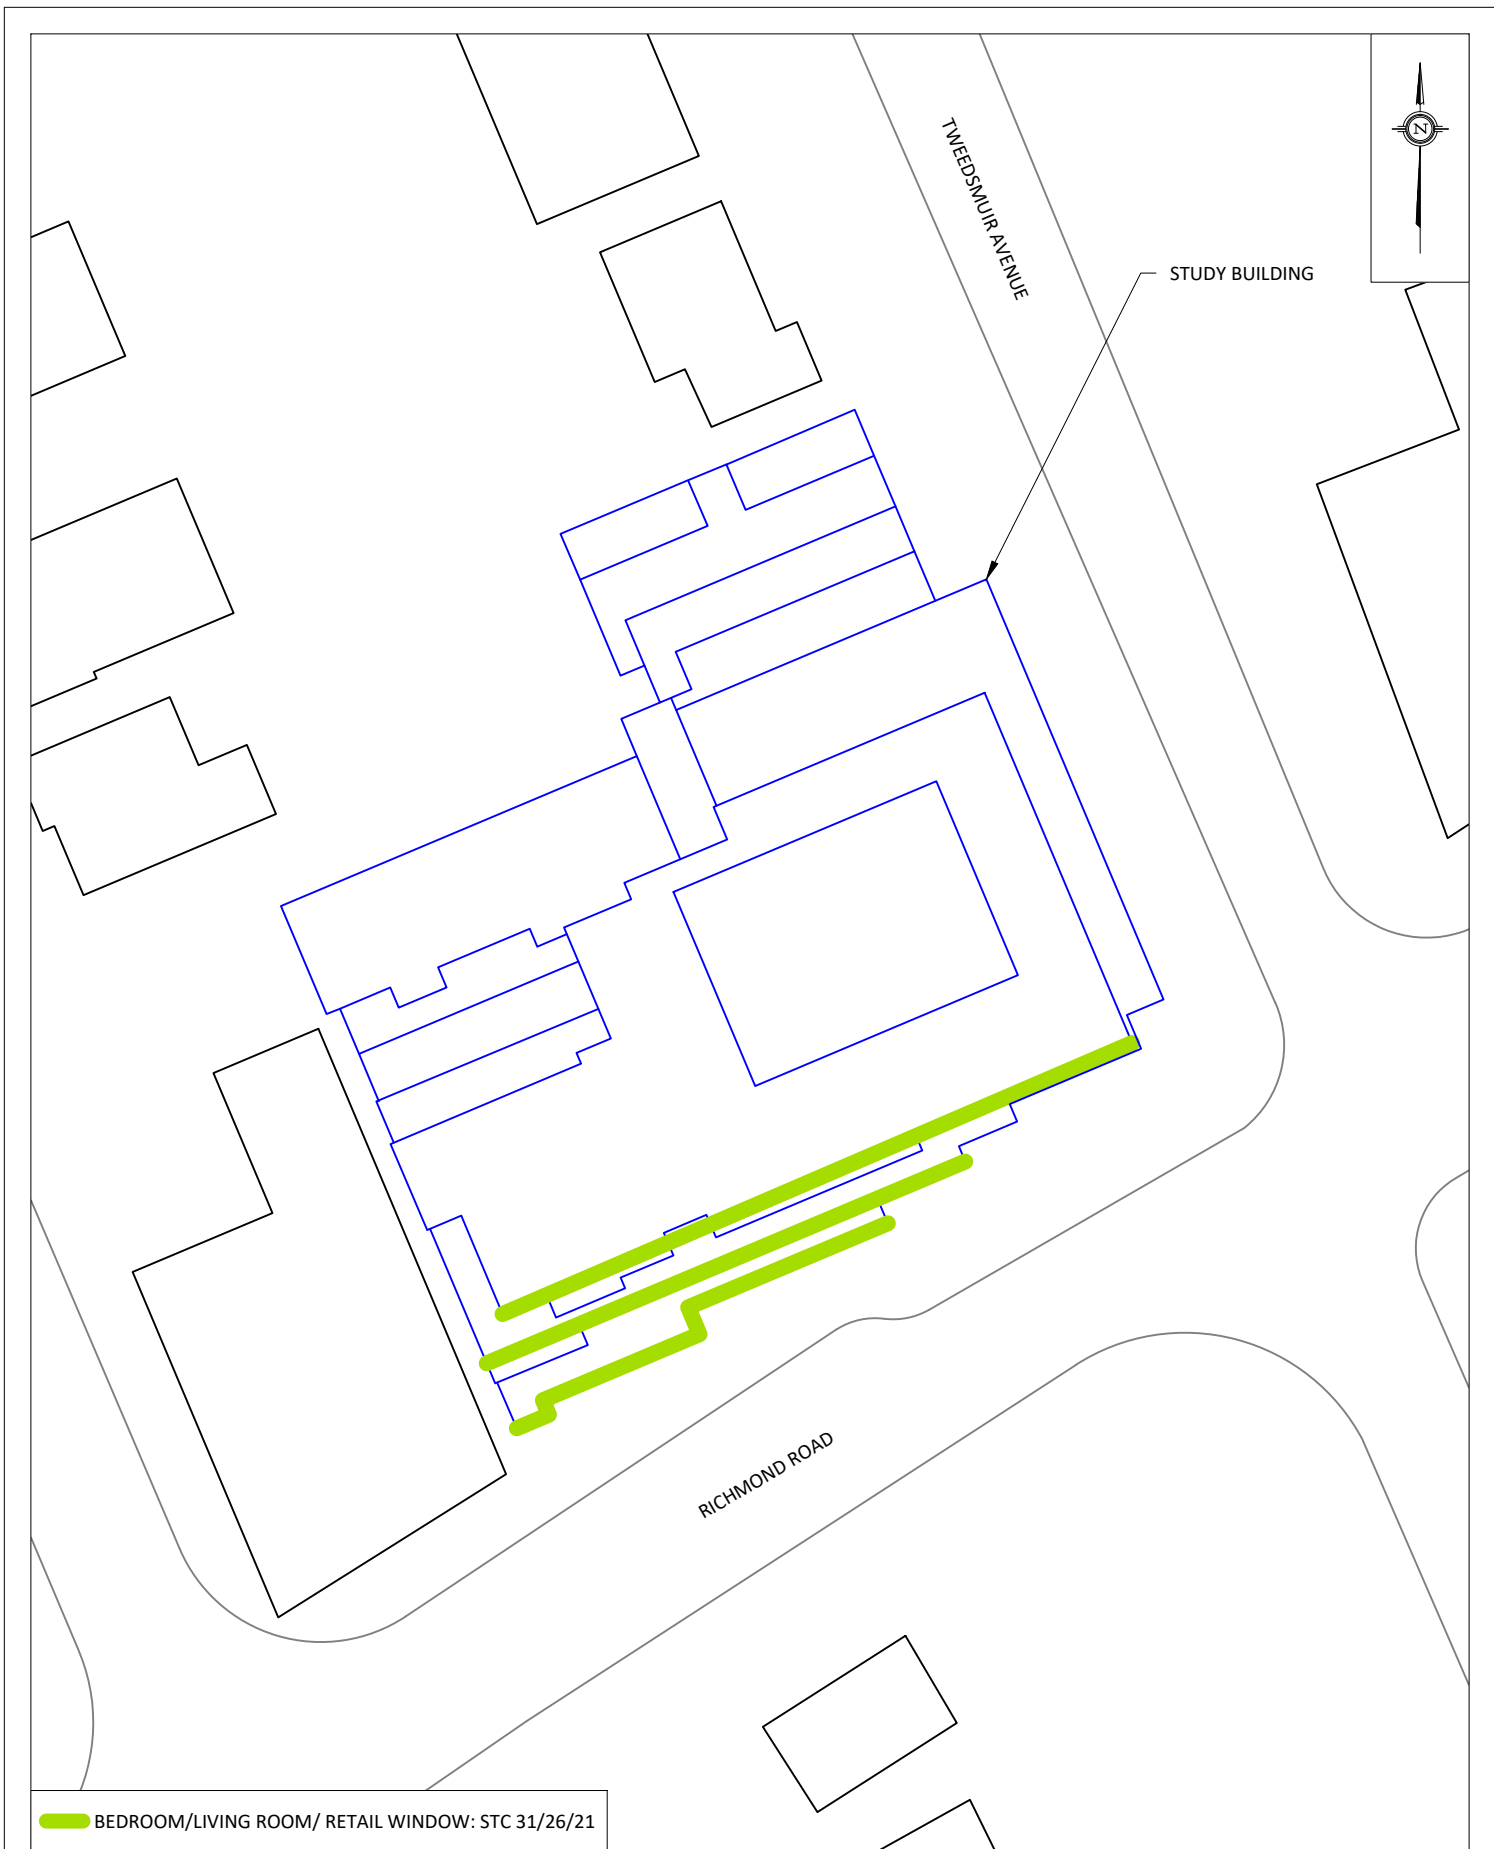 TWEEDSMUIR AVENUE
N
STUDY BUILDING
RICHMOND ROAD
BEDROOM/LIVING ROOM/ RETAIL WINDOW: STC 31/26/21